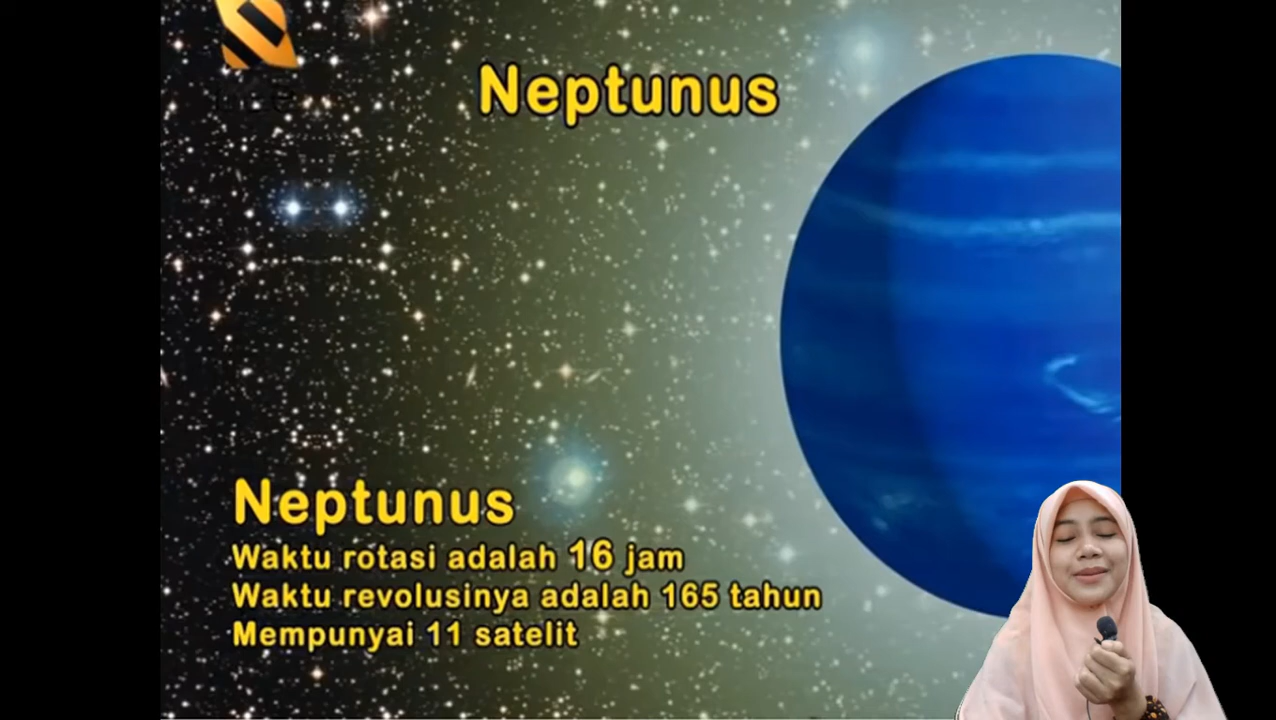 Neptunus
Neptunus
Waktu rotasi adalah 16 jam
Waktu revolusinya adalah 165 tahun
Mempunyai 11 satelit